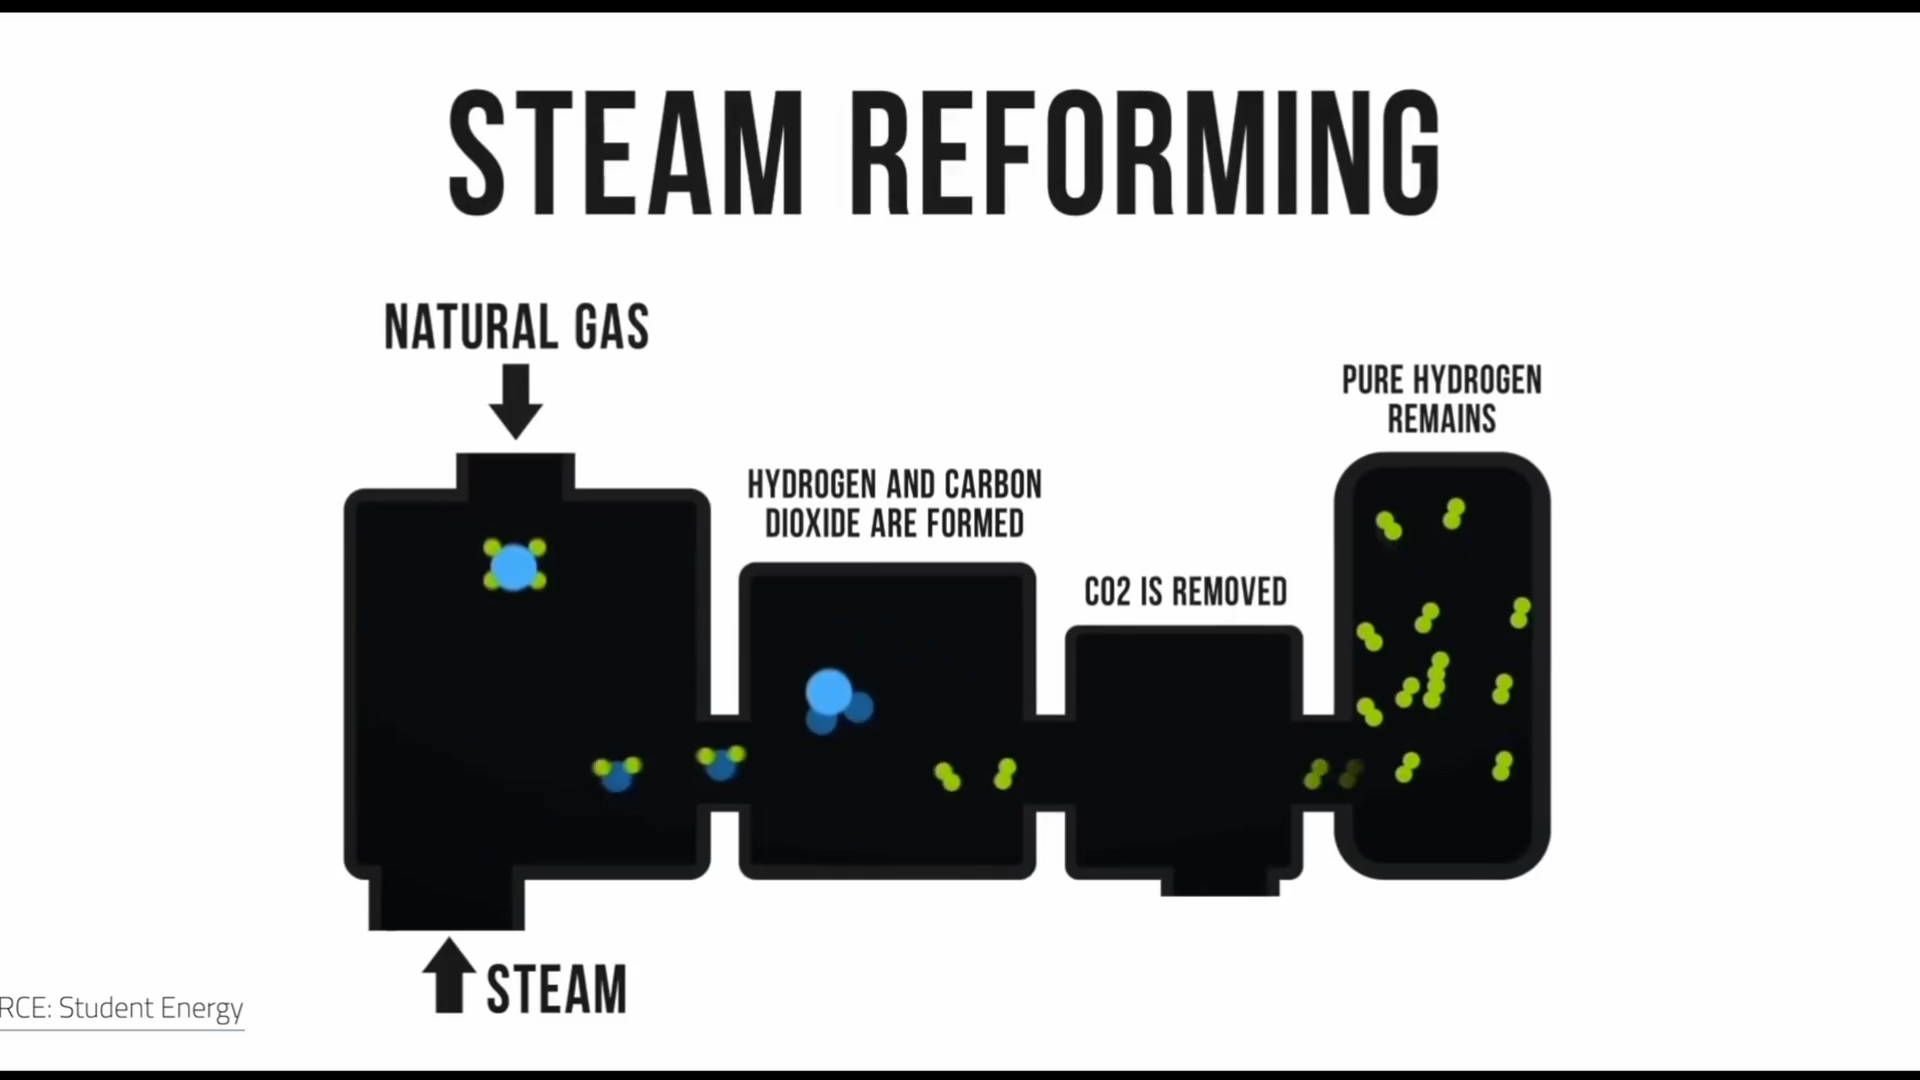 STEAM REFORMING
NATURAL GAS
PURE HYDROGEN
REMAINS
HYDROGEN AND CARBON
DIOXIDE ARE FORMED
CO2 IS REMOVED
STEAM
RCE: Student Energy